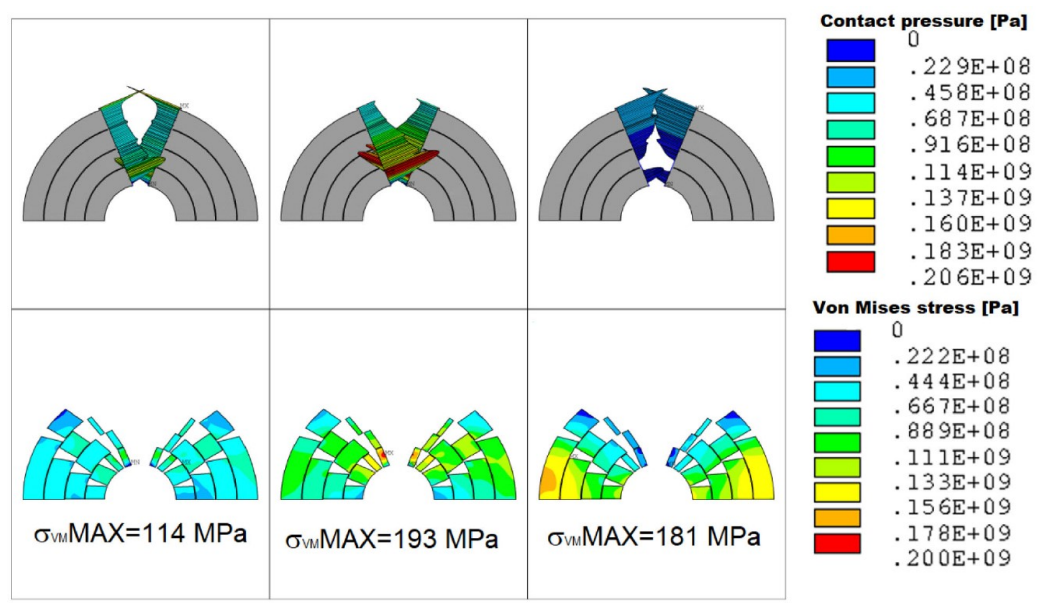 Contact pressure [Pa]
0
.229E+08
.458E+08
.687E+08
.916E+08
.114E+09
.137E+09
.160E+09
.183E+09
.206E+09
Von Mises stress [Pa]
0
.222E+08
.444E+08
.667E+08
889E+08
.111E+09
.133E+09
.156E+09
.178E+09
.200E+09
σVMMAX=114 MPa
σVMMAX=193 MPa
σVMMAX=181 MPa